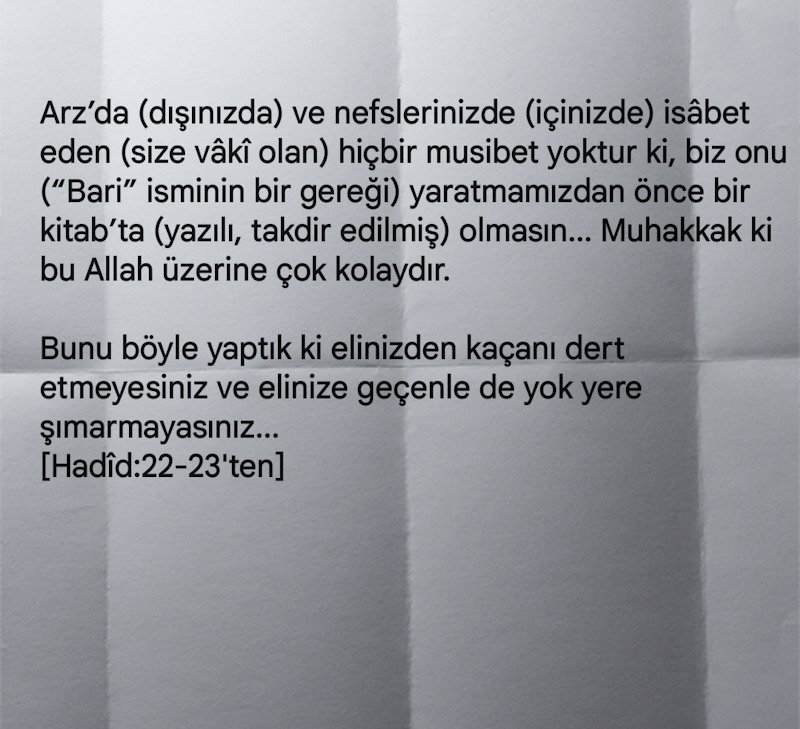 Arz’da (dışınızda) ve nefslerinizde (içinizde) isâbet
eden (size vâkî olan) hiçbir musibet yoktur ki, biz onu
(“Bari” isminin bir gereği) yaratmamızdan önce bir
kitab’ta (yazılı, takdir edilmiş) olmasın... Muhakkak ki
bu Allah üzerine çok kolaydır.
Bunu böyle yaptık ki elinizden kaçanı dert
etmeyesiniz ve elinize geçenle de yok yere
şımarmayasınız...
[Hadîd:22-23'ten]